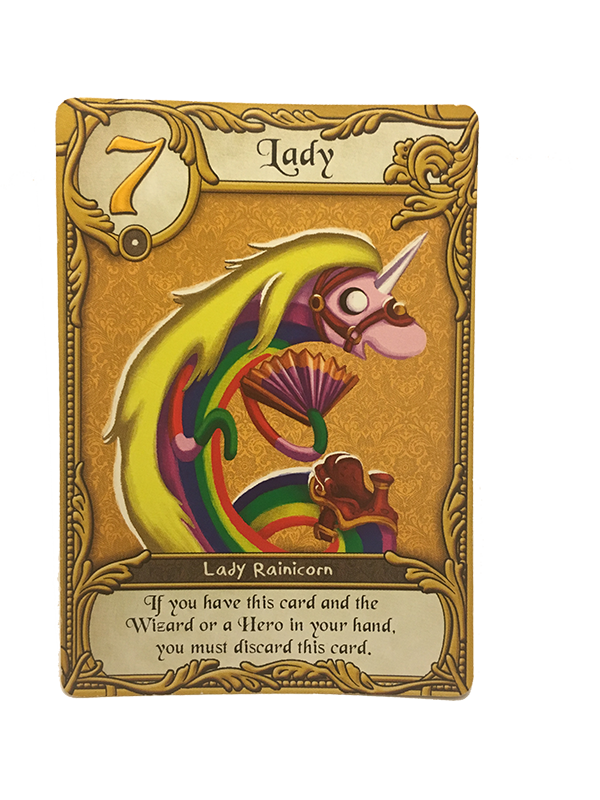 7
Lady
Lady Rainicorn
If you have this card and the
Wizard or a Hero in your hand,
you must discard this card.